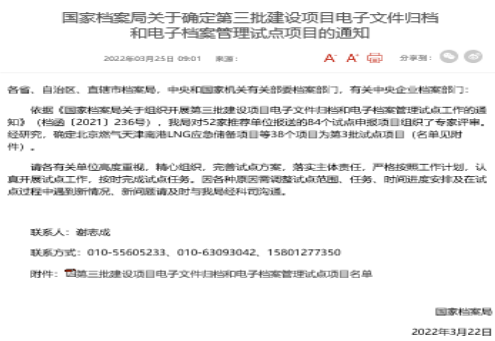 国家档案局关于确定第三批建设项目电子文件归档
和电子档案管理试点项目的通知
2022年03月25日 09:01 来源： A- A+ 分享到：
各省、自治区、直辖市档案局，中央和国家机关有关部委档案部门，有关中央企业档案部门：
依据《国家档案局关于组织开展第三批建设项目电子文件归档和电子档案管理试点工作的通
知》（档函〔2021〕236号），我局对52家推荐单位报送的84个试点申报项目组织了专家评审。
经研究，确定北京燃气天津南港LNG应急储备项目等38个项目为第3批试点项目（名单见附
件）。
请各有关单位高度重视，精心组织，完善试点方案，落实主体责任，严格按照工作计划，认
真开展试点工作，按时完成试点任务。因各种原因需调整试点范围、任务、时间进度安排及在试
点过程中遇到新情况、新问题请及时与我局经科司沟通。
联系人：谢志成
联系方式：010-55605233、010-63093042、15801277350
附件：第三批建设项目电子文件归档和电子档案管理试点项目名单
国家档案局
2022年3月22日